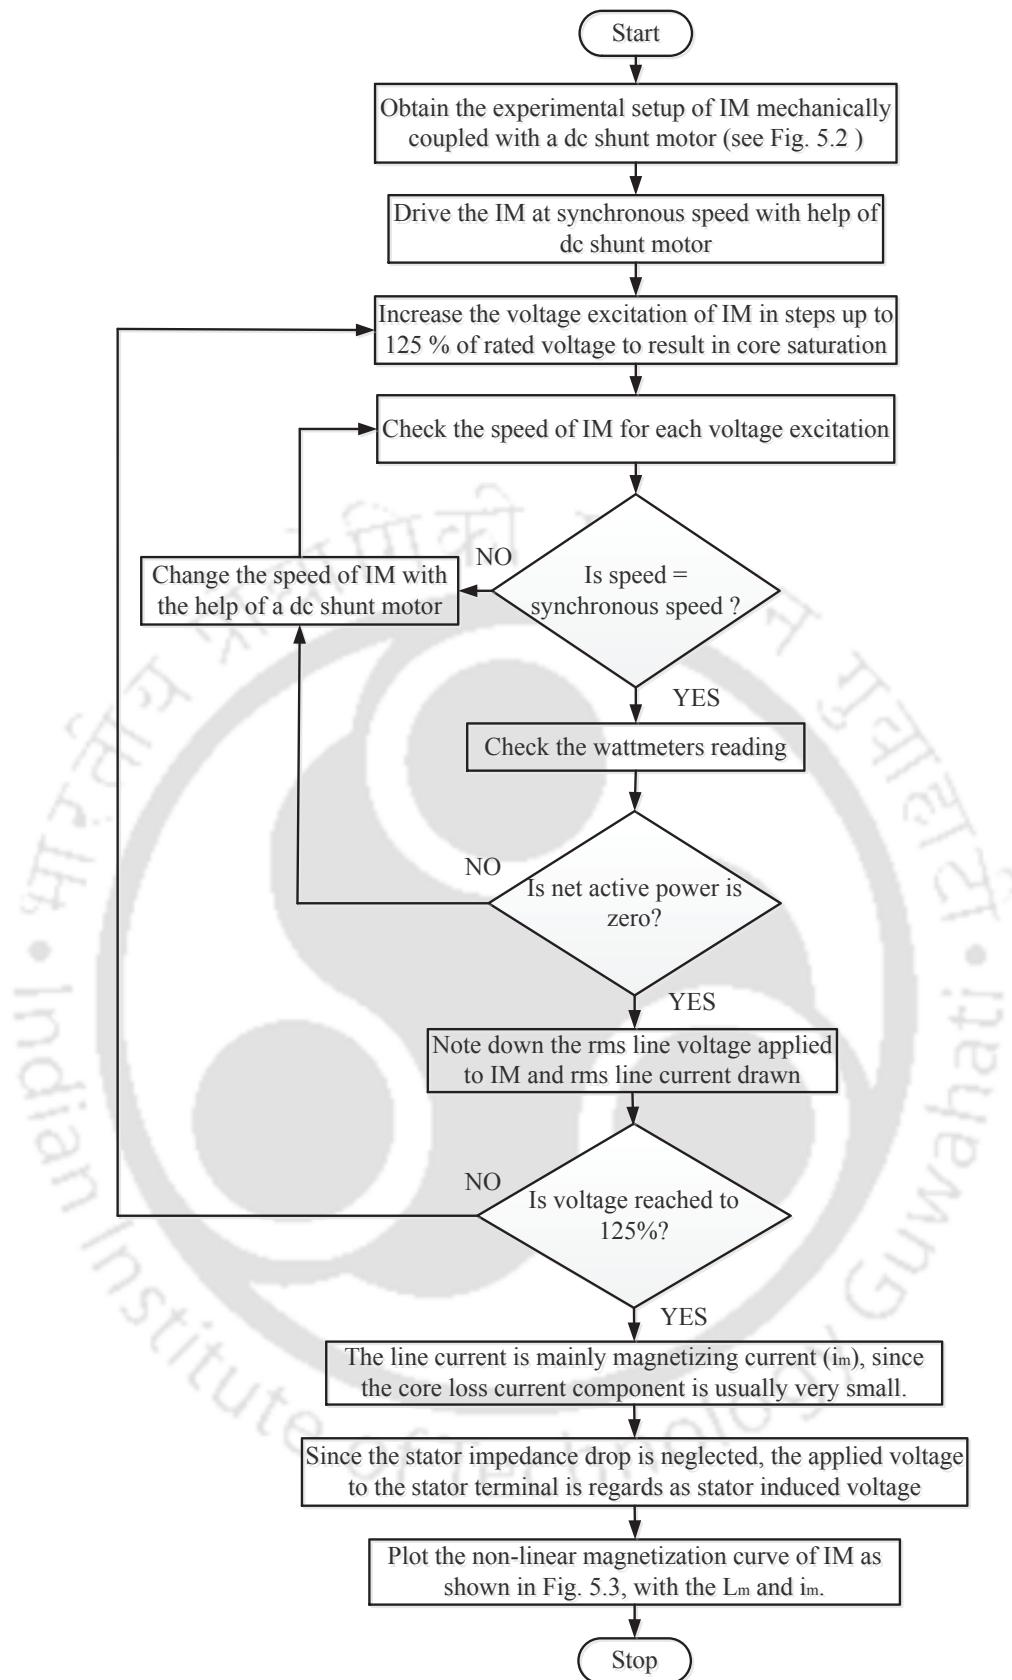 Start
Obtain the experimental setup of IM mechanically
coupled with a dc shunt motor (see Fig. 5.2 )
Drive the IM at synchronous speed with help of
dc shunt motor
Increase the voltage excitation of IM in steps up to
125 % of rated voltage to result in core saturation
Check the speed of IM for each voltage excitation
NO
Change the speed of IM with
the help of a dc shunt motor
Is speed =
synchronous speed ?
YES
Check the wattmeters reading
NO
Is net active power is
zero?
YES
Note down the rms line voltage applied
to IM and rms line current drawn
NO
Is voltage reached to
125%?
YES
The line current is mainly magnetizing current (im), since
the core loss current component is usually very small.
Since the stator impedance drop is neglected, the applied voltage
to the stator terminal is regards as stator induced voltage
Plot the non-linear magnetization curve of IM as
shown in Fig. 5.3, with the Lm and im.
Stop
Indian Institute of Technology Guwahati